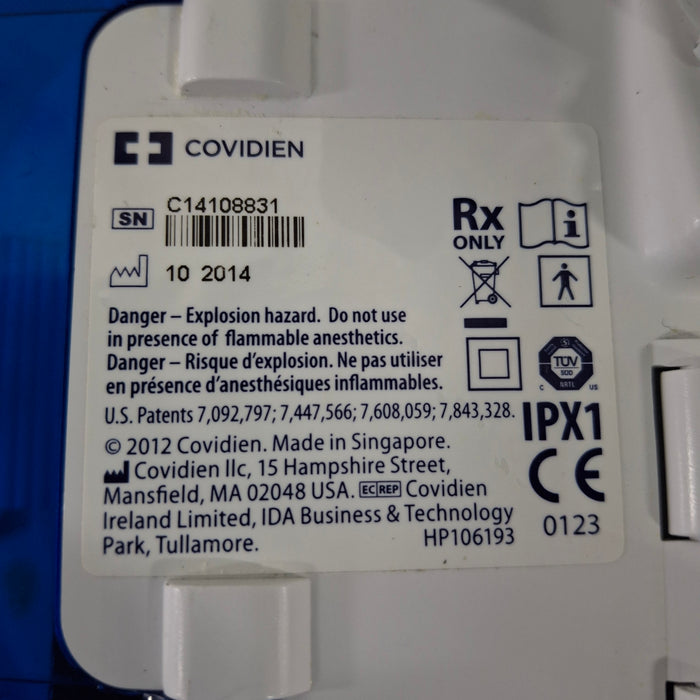 COVIDIEN
SN C14108831
Rx
ONLY
10 2014
Danger – Explosion hazard. Do not use
in presence of flammable anesthetics.
Danger – Risque d'explosion. Ne pas utiliser
en présence d'anesthésiques inflammables.
TÜV
SÜD
NRTL
C US
U.S. Patents 7,092,797; 7,447,566; 7,608,059; 7,843,328.
IPX1
© 2012 Covidien. Made in Singapore.
Covidien llc, 15 Hampshire Street,
Mansfield, MA 02048 USA. EC REP Covidien
Ireland Limited, IDA Business & Technology
Park, Tullamore.
HP106193
CE
0123